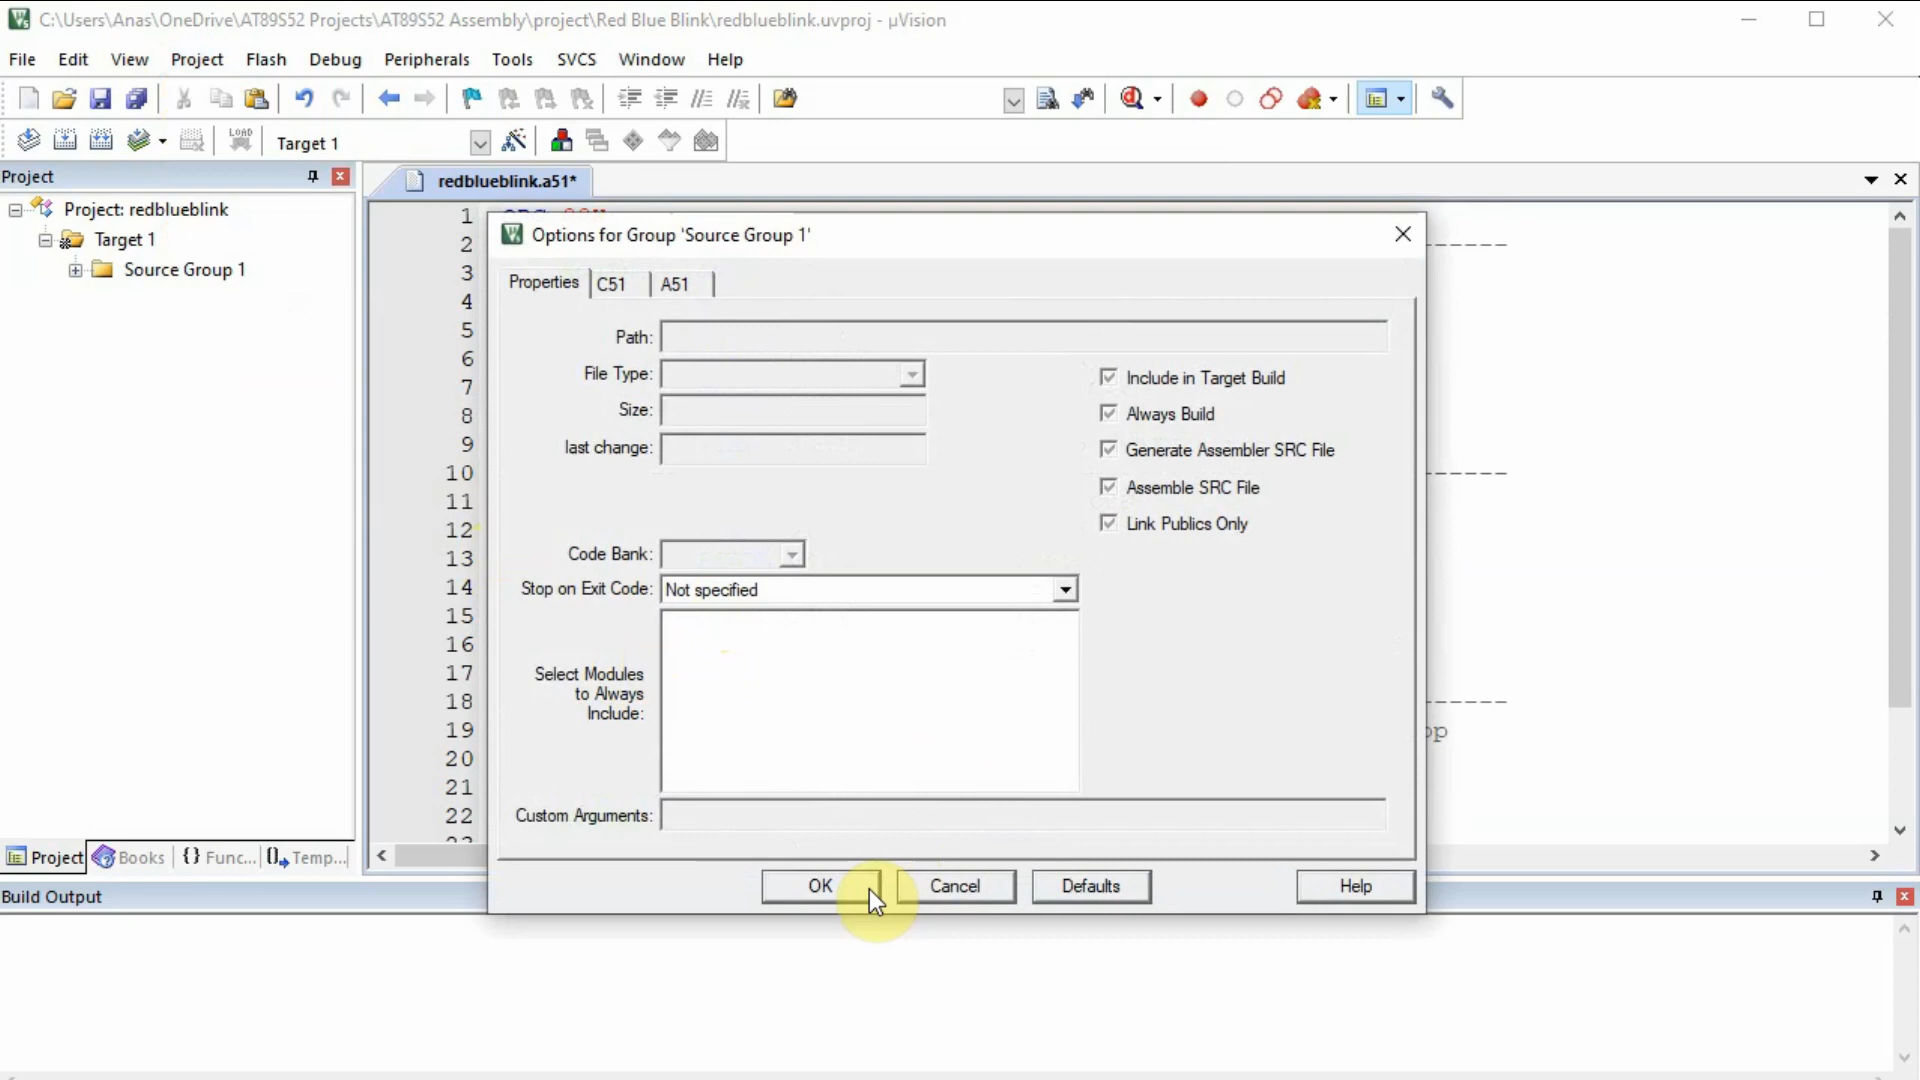 C:\Users\Anas\OneDrive\AT89S52 Projects\AT89S52 Assembly\project\Red Blue Blink\redblueblink.uvproj - µVision
File Edit View Project Flash Debug Peripherals Tools SVCS Window Help
LOAD
Target 1
Project
redblueblink.a51*
Project: redblueblink
Target 1
Source Group 1
1
2
3
4
5
6
7
8
9
10
11
12
13
14
15
16
17
18
19
20
21
22
Options for Group 'Source Group 1'
Properties C51 A51
Path:
File Type:
Size:
last change:
Include in Target Build
Always Build
Generate Assembler SRC File
Assemble SRC File
Link Publics Only
Code Bank:
Stop on Exit Code: Not specified
Select Modules
to Always
Include:
Custom Arguments:
OK Cancel Defaults Help
Project Books {} Func... Temp...
Build Output